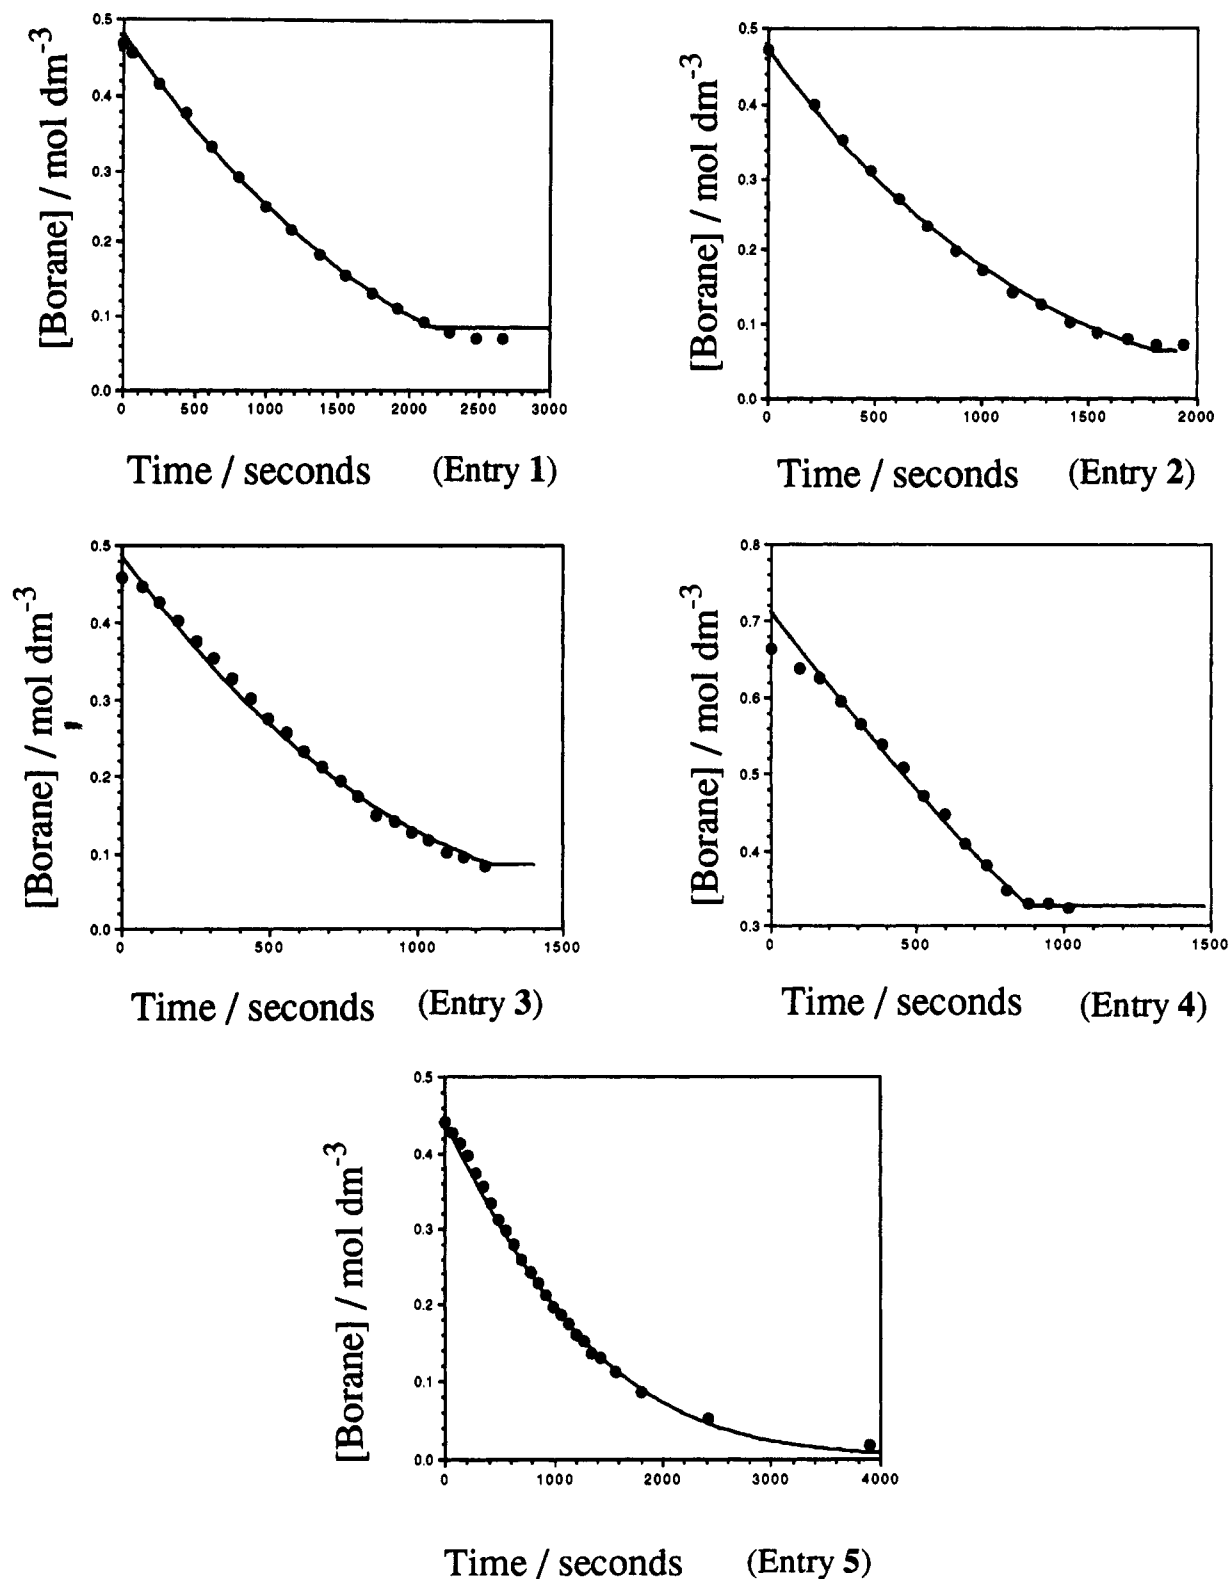 [Borane] / mol dm-3
0.5
0.4
0.3
0.2
0.1
0.0
0 500 1000 1500 2000 2500 3000
Time / seconds (Entry 1)
[Borane] / mol dm-3
0.5
0.4
0.3
0.2
0.1
0.0
0 500 1000 1500 2000
Time / seconds (Entry 2)
[Borane] / mol dm-3
0.5
0.4
0.3
0.2
0.1
0.0
0 500 1000 1500
Time / seconds (Entry 3)
[Borane] / mol dm-3
0.8
0.7
0.6
0.5
0.4
0.3
0 500 1000 1500
Time / seconds (Entry 4)
[Borane] / mol dm-3
0.5
0.4
0.3
0.2
0.1
0.0
0 1000 2000 3000 4000
Time / seconds (Entry 5)